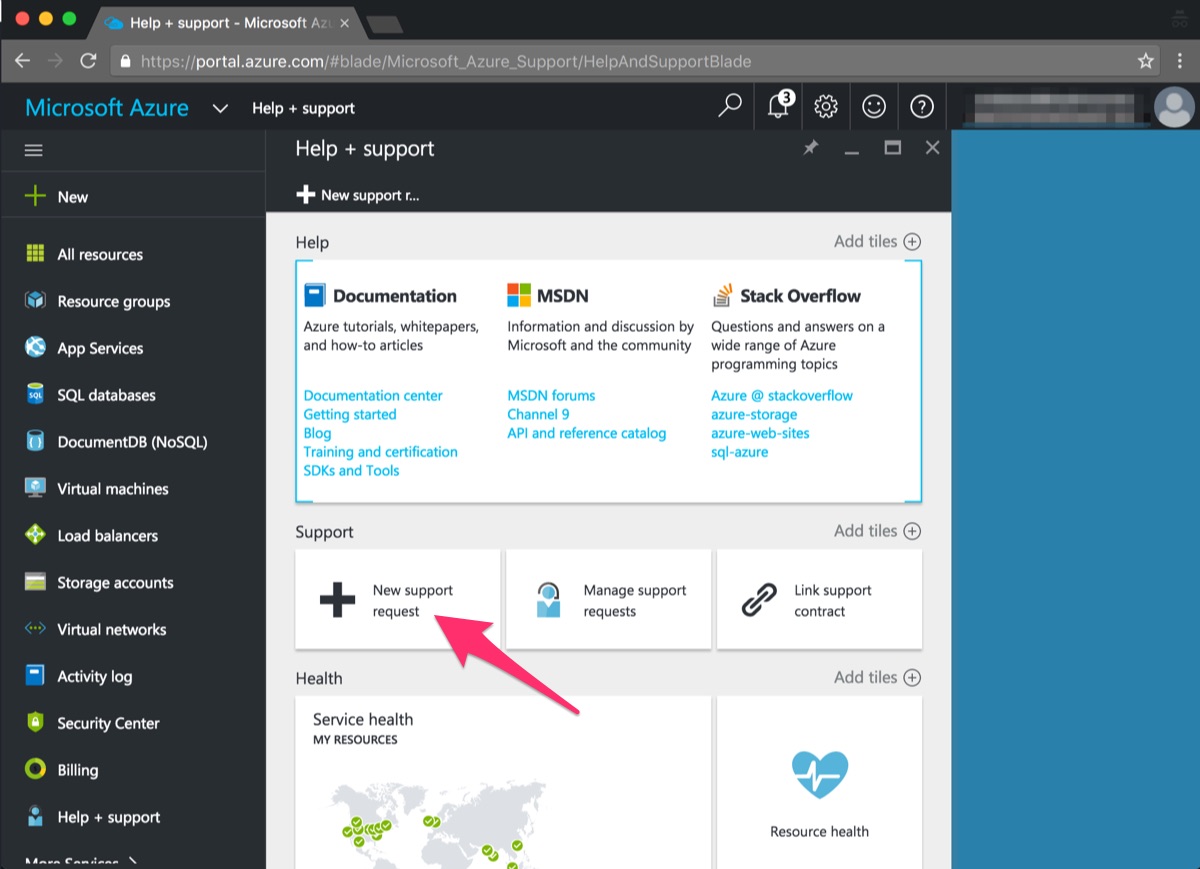 Help + support - Microsoft Azu
https://portal.azure.com/#blade/Microsoft_Azure_Support/HelpAndSupportBlade
Microsoft Azure
Help + support
3
Help + support
New support r...
New
All resources
Resource groups
App Services
SQL databases
DocumentDB (NoSQL)
Virtual machines
Load balancers
Storage accounts
Virtual networks
Activity log
Security Center
Billing
Help + support
More Services
Help
Add tiles
Documentation
Azure tutorials, whitepapers,
and how-to articles
Documentation center
Getting started
Blog
Training and certification
SDKs and Tools
MSDN
Information and discussion by
Microsoft and the community
MSDN forums
Channel 9
API and reference catalog
Stack Overflow
Questions and answers on a
wide range of Azure
programming topics
Azure @ stackoverflow
azure-storage
azure-web-sites
sql-azure
Support
Add tiles
New support
request
Manage support
requests
Link support
contract
Health
Add tiles
Service health
MY RESOURCES
Resource health